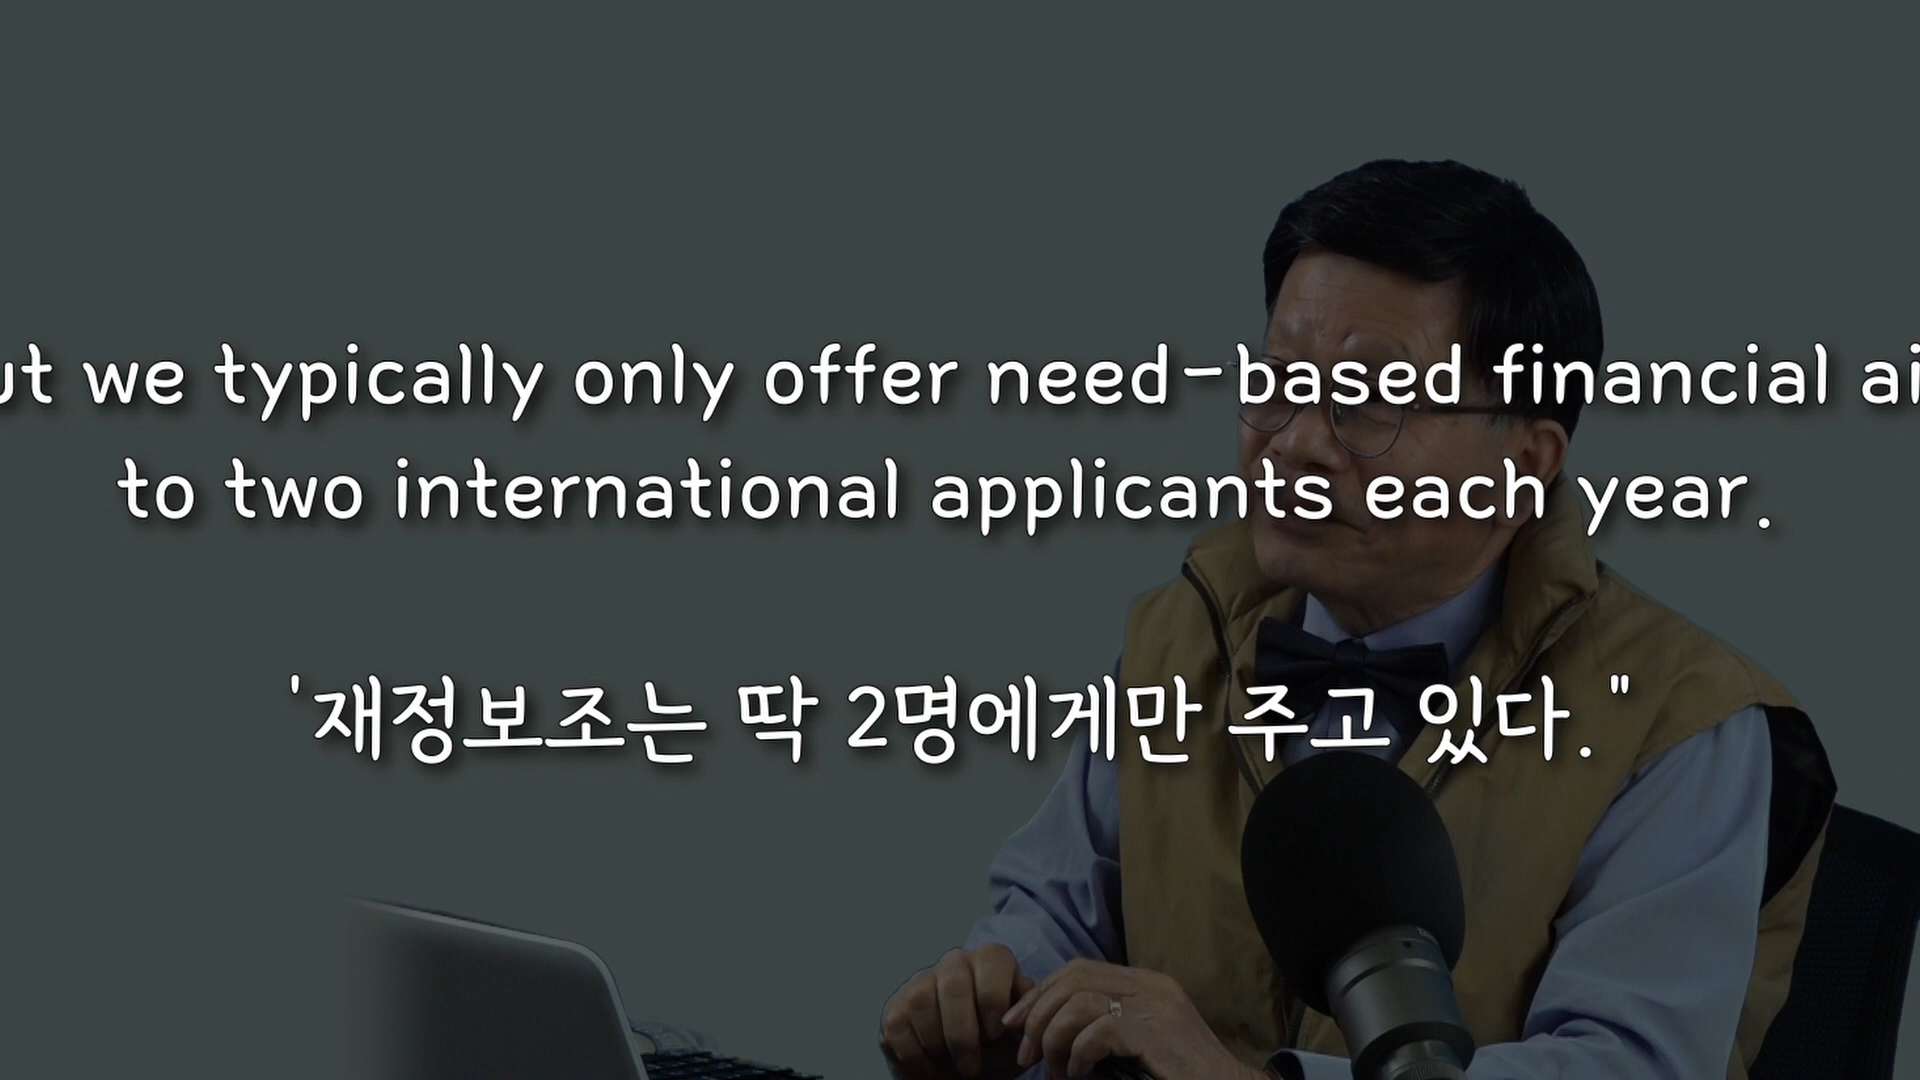 ut we typically only offer need-based financial ai
to two international applicants each year.
'재정보조는 딱 2명에게만 주고 있다."